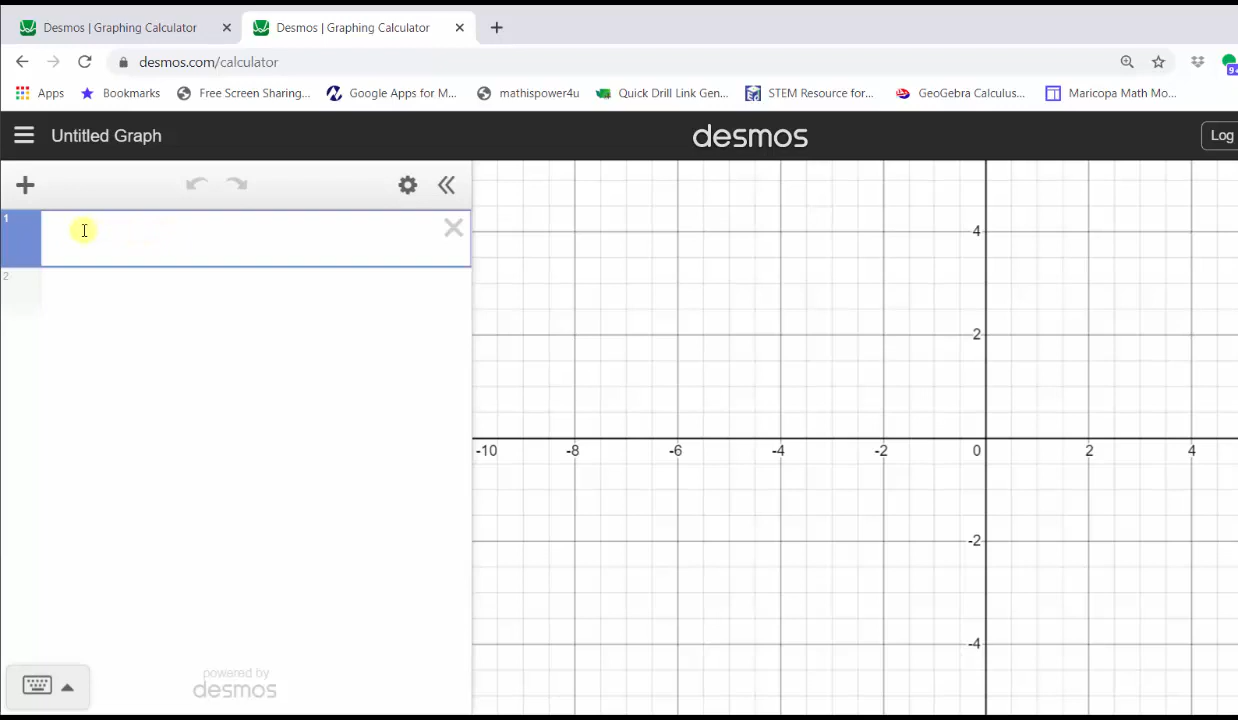 Desmos | Graphing Calculator Desmos | Graphing Calculator
desmos.com/calculator
Apps Bookmarks Free Screen Sharing... Google Apps for M... mathispower4u Quick Drill Link Gen... STEM Resource for... GeoGebra Calculus... Maricopa Math Mo...
Untitled Graph desmos Log
1
2
4
2
-10 -8 -6 -4 -2 0 2 4
-2
-4
powered by
desmos